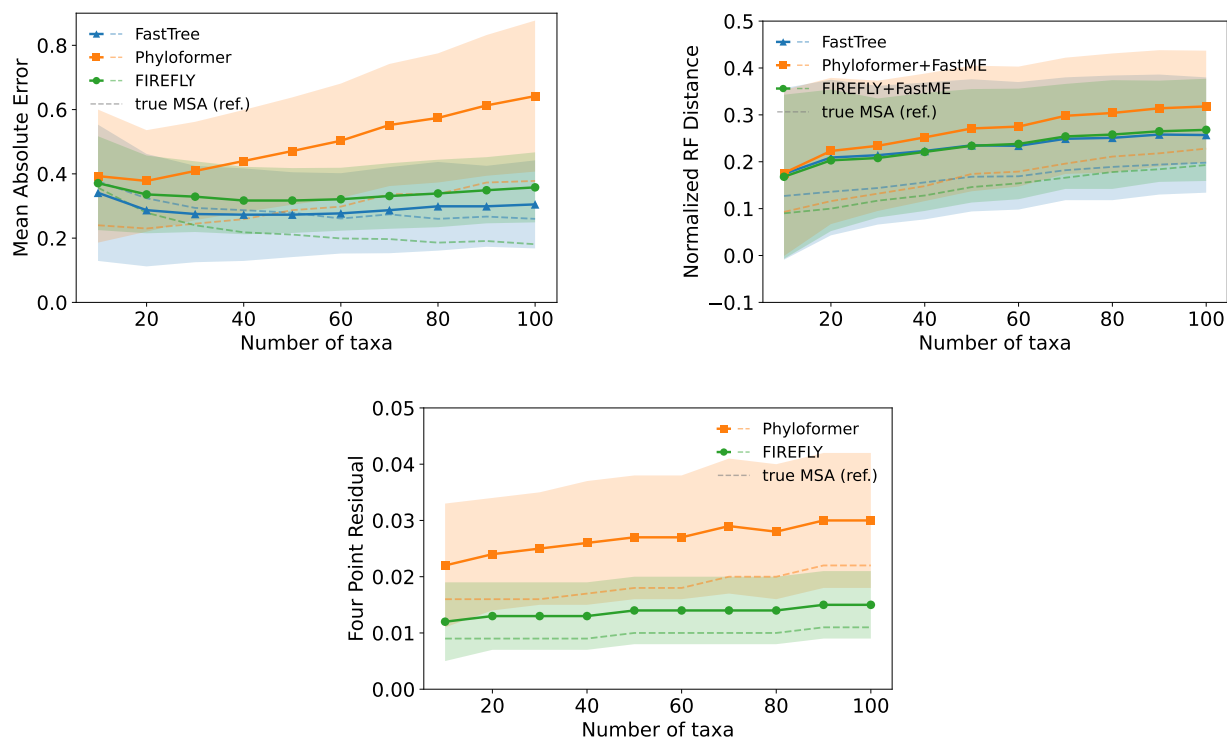 0.8
0.6
0.4
0.2
0.0
Mean Absolute Error
FastTree
Phyloformer
FIREFLY
true MSA (ref.)
20 40 60 80 100
Number of taxa
0.5
0.4
0.3
0.2
0.1
0.0
−0.1
Normalized RF Distance
FastTree
Phyloformer+FastME
FIREFLY+FastME
true MSA (ref.)
20 40 60 80 100
Number of taxa
0.05
0.04
0.03
0.02
0.01
0.00
Four Point Residual
Phyloformer
FIREFLY
true MSA (ref.)
20 40 60 80 100
Number of taxa